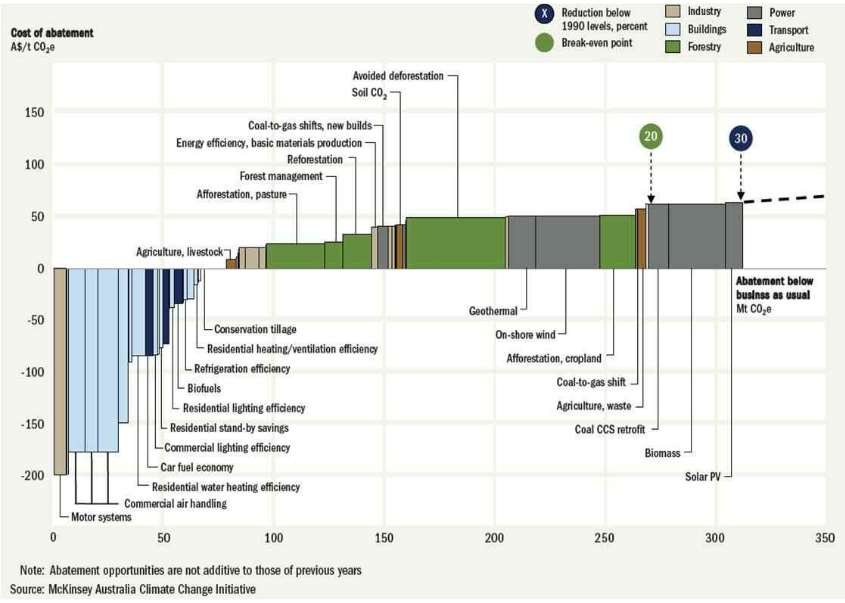 Cost of abatement
A$/t CO2e
X Reduction below
1990 levels, percent
Break-even point
Industry
Buildings
Forestry
Power
Transport
Agriculture
150
100
50
0
-50
-100
-150
-200
Avoided deforestation
Soil CO2
Coal-to-gas shifts, new builds
Energy efficiency, basic materials production
Reforestation
Forest management
Afforestation, pasture
Agriculture, livestock
20
30
Abatement below
businss as usual
Mt CO2e
Conservation tillage
Residential heating/ventilation efficiency
Refrigeration efficiency
Biofuels
Residential lighting efficiency
Residential stand-by savings
Commercial lighting efficiency
Car fuel economy
Residential water heating efficiency
Commercial air handling
Motor systems
Geothermal
On-shore wind
Afforestation, cropland
Coal-to-gas shift
Agriculture, waste
Coal CCS retrofit
Biomass
Solar PV
0 50 100 150 200 250 300 350
Note: Abatement opportunities are not additive to those of previous years
Source: McKinsey Australia Climate Change Initiative